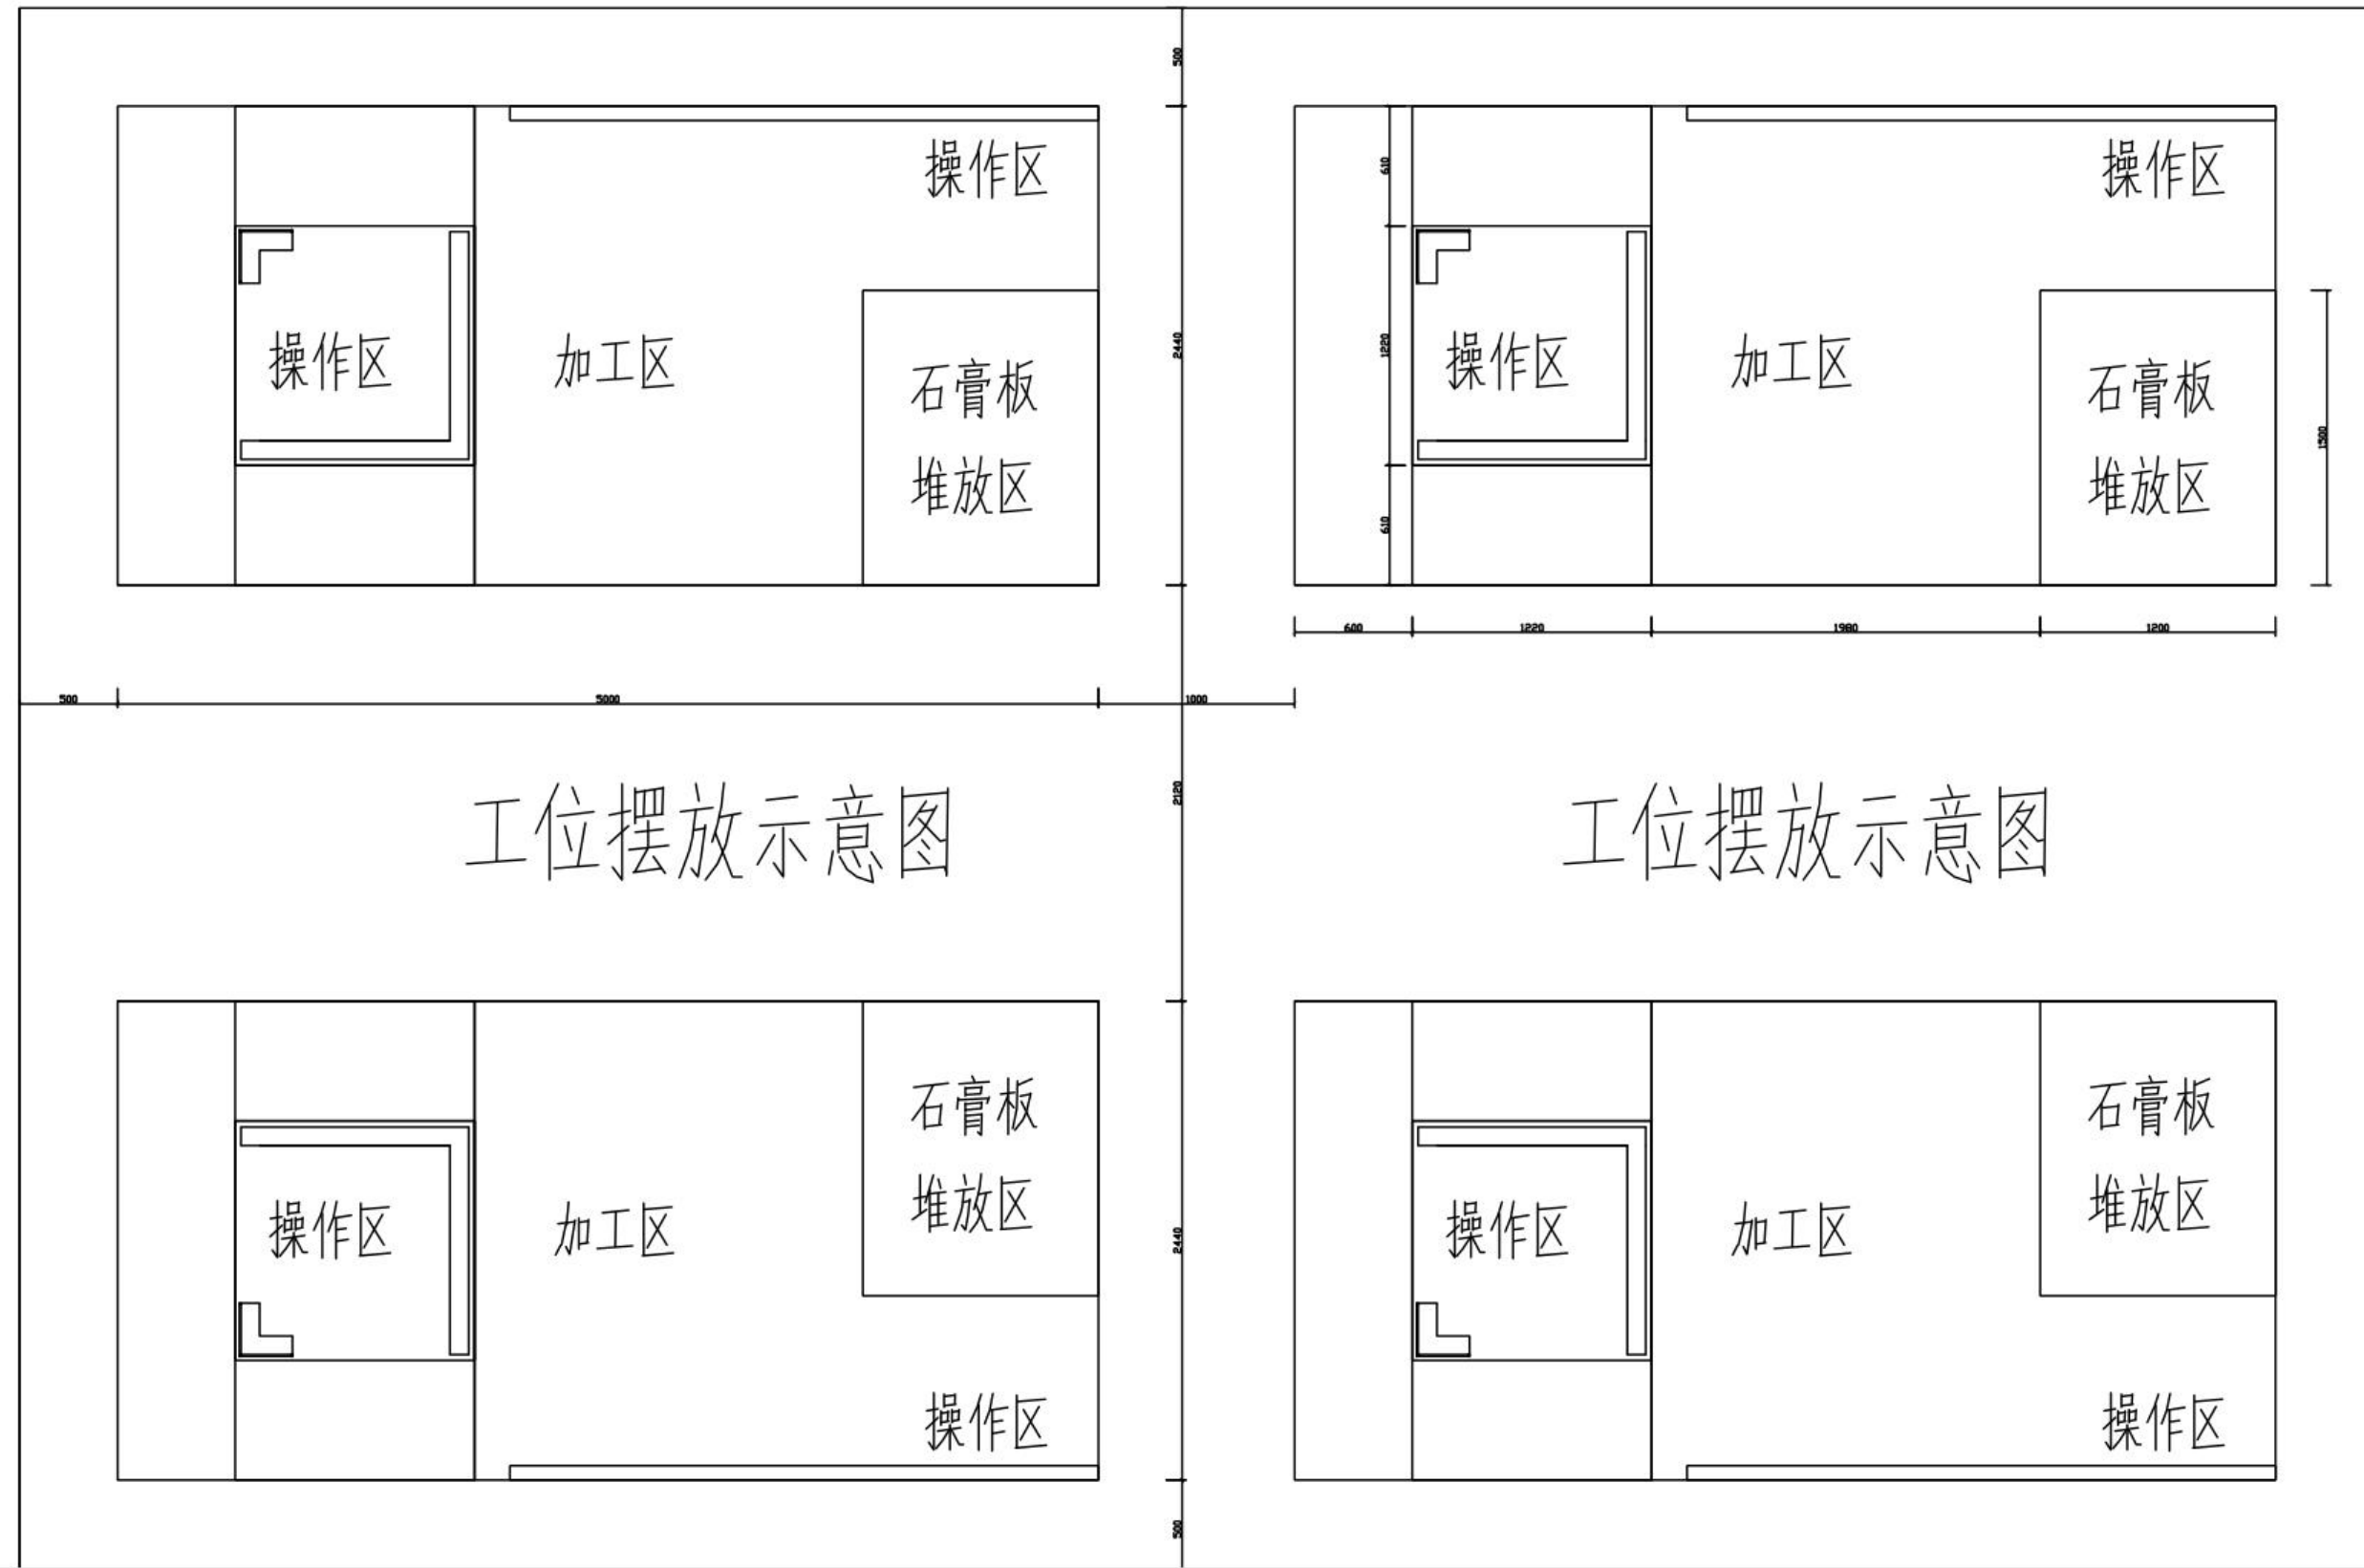 500
操作区
操作区
610
操作区
加工区
2440
操作区
1220
加工区
石膏板
石膏板
1500
堆放区
堆放区
610
600
1220
1980
1200
500
5000
1000
2120
工位摆放示意图
工位摆放示意图
石膏板
石膏板
堆放区
堆放区
操作区
加工区
2440
操作区
加工区
操作区
操作区
500